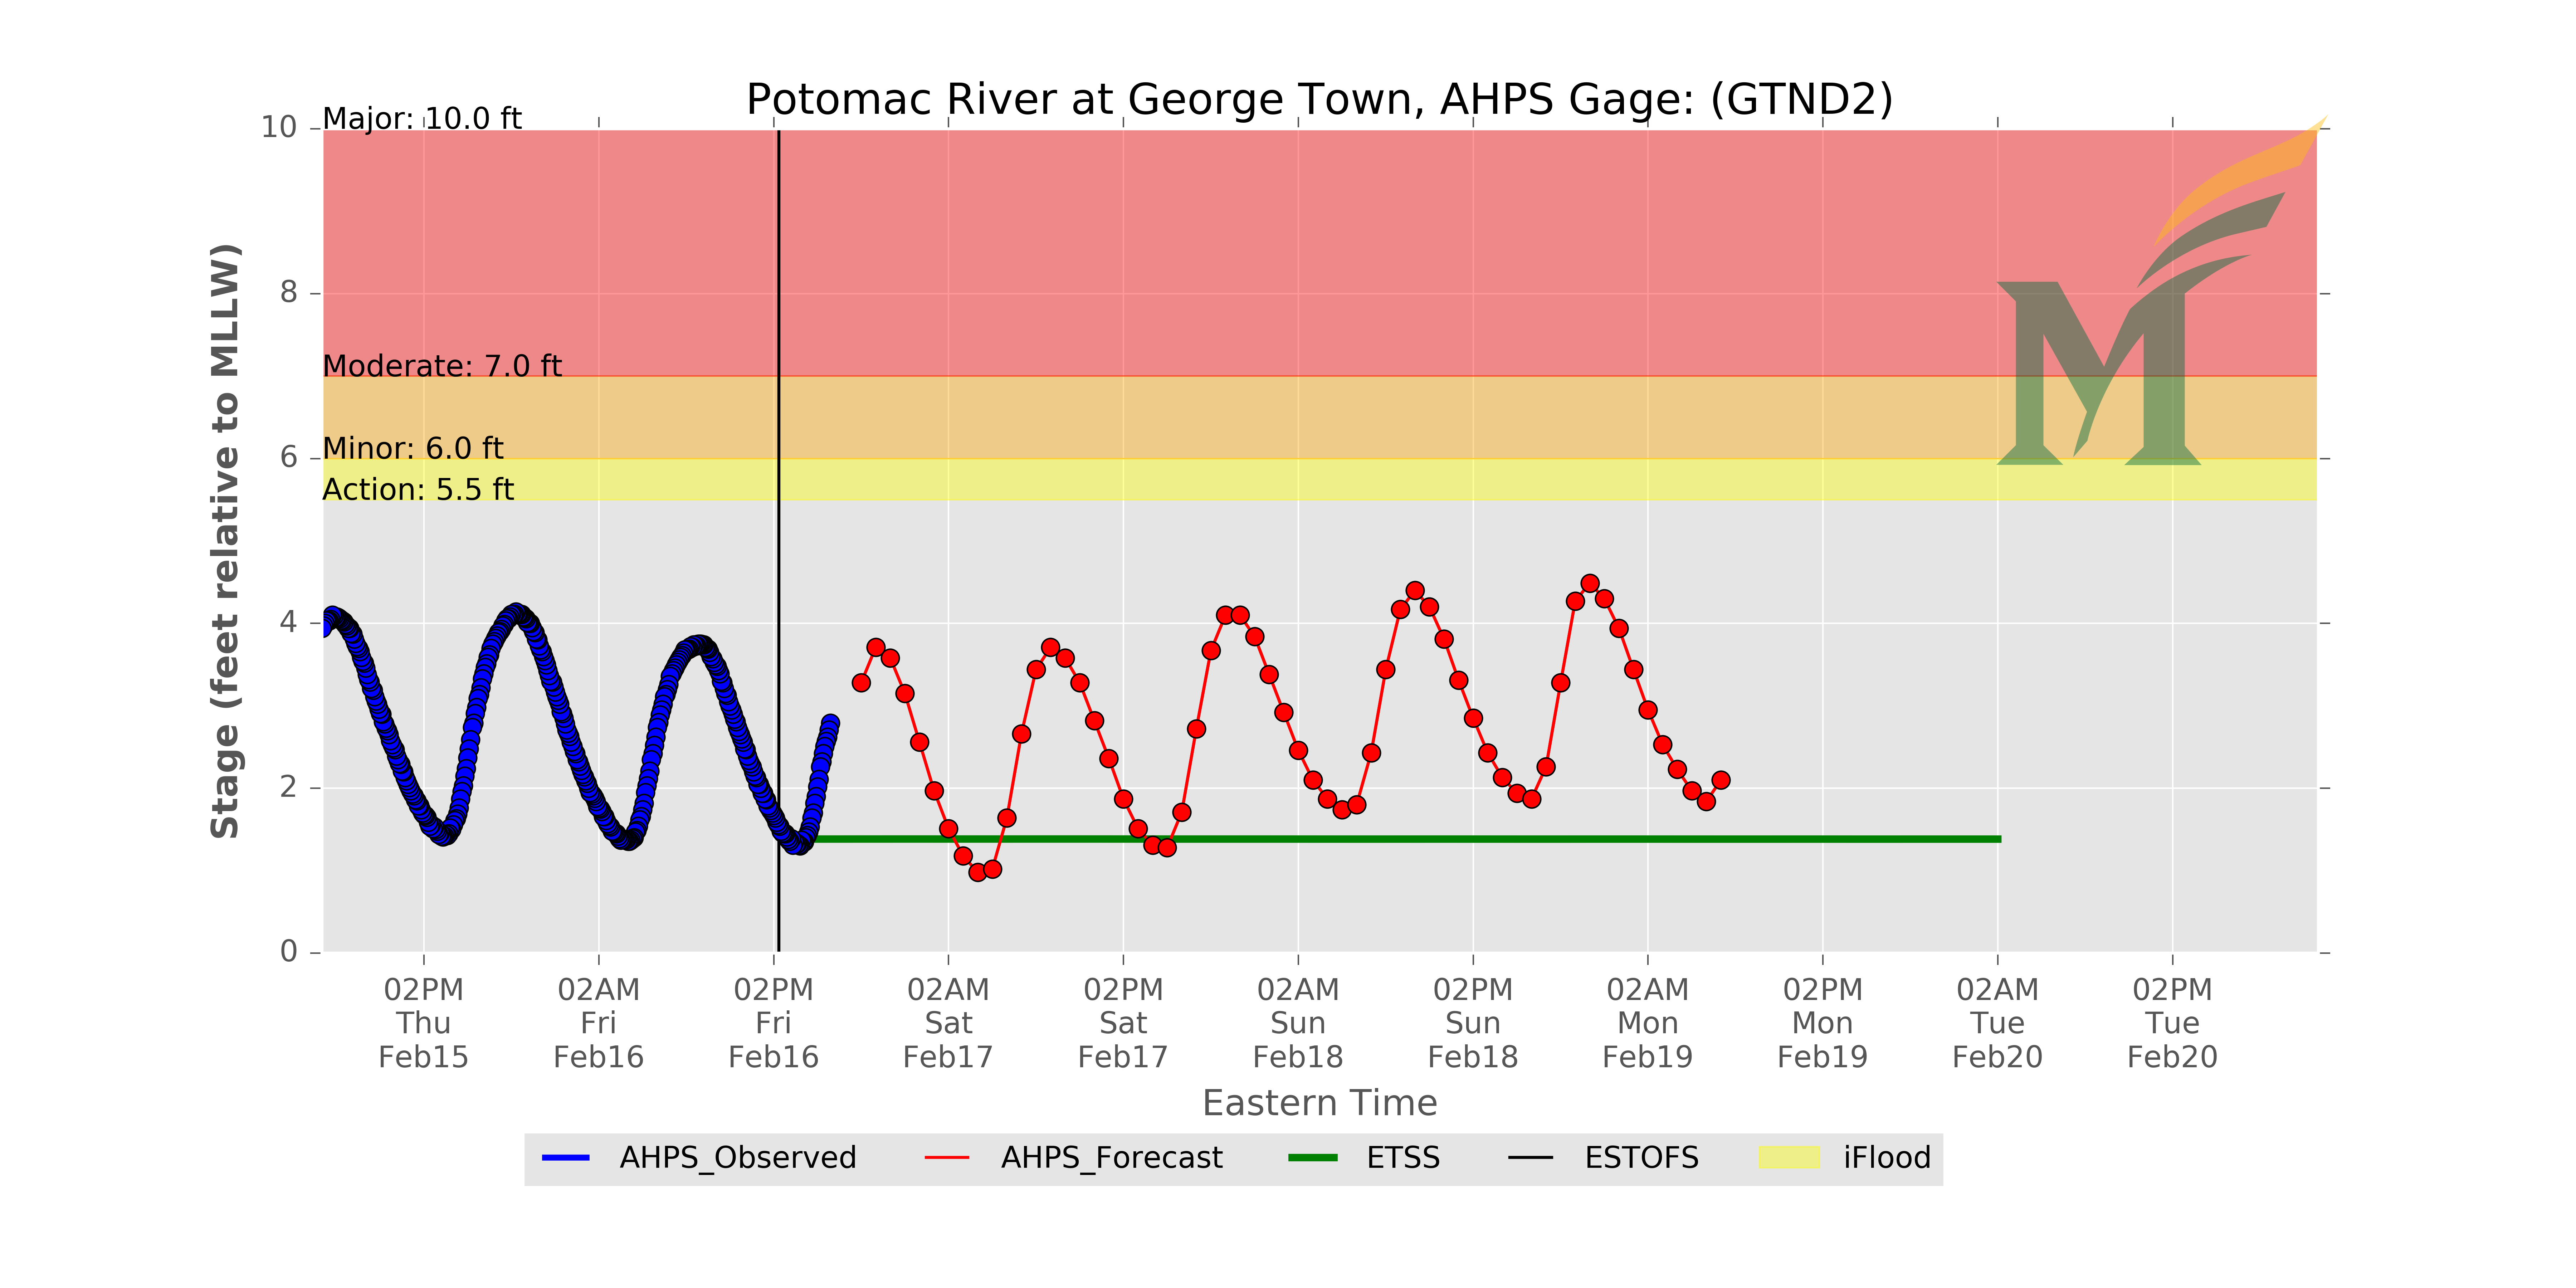 Potomac River at George Town, AHPS Gage: (GTND2)
10
8
6
4
2
0
Stage (feet relative to MLLW)
Major: 10.0 ft
Moderate: 7.0 ft
Minor: 6.0 ft
Action: 5.5 ft
02PM
Thu
Feb15
02AM
Fri
Feb16
02PM
Fri
Feb16
02AM
Sat
Feb17
02PM
Sat
Feb17
02AM
Sun
Feb18
02PM
Sun
Feb18
02AM
Mon
Feb19
02PM
Mon
Feb19
02AM
Tue
Feb20
02PM
Tue
Feb20
Eastern Time
AHPS_Observed
AHPS_Forecast
ETSS
ESTOFS
iFlood
M